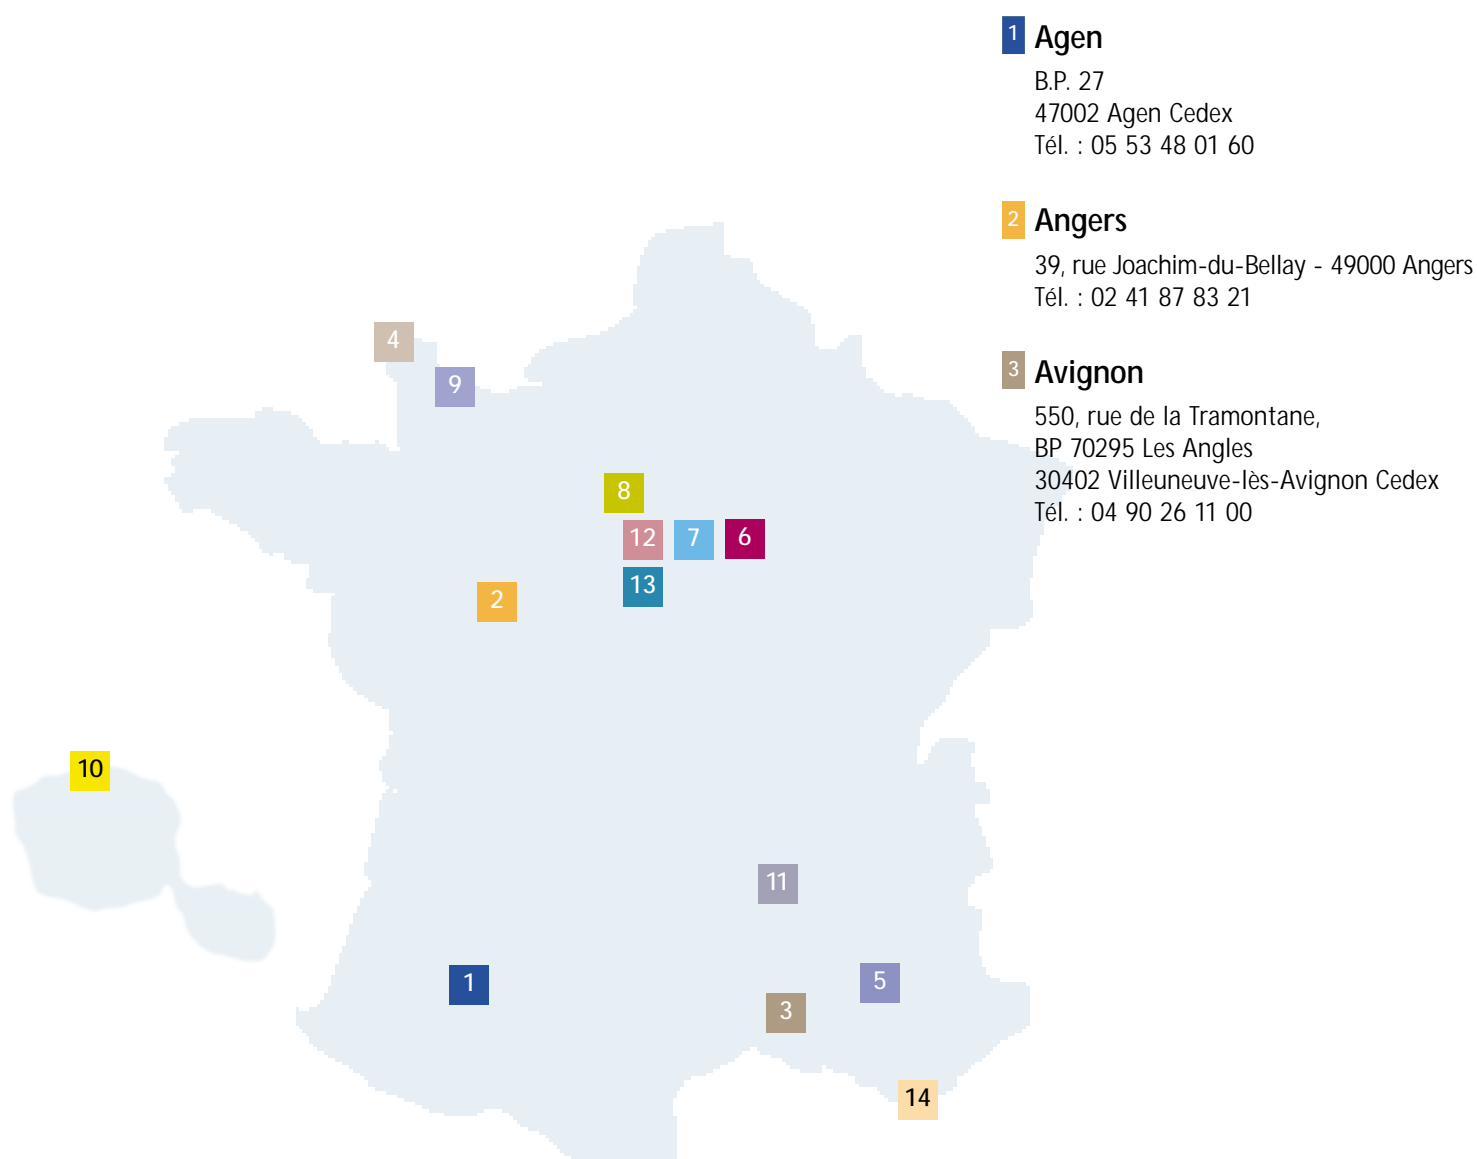 1 Agen
B.P. 27
47002 Agen Cedex
Tél. : 05 53 48 01 60
2 Angers
39, rue Joachim-du-Bellay - 49000 Angers
Tél. : 02 41 87 83 21
3 Avignon
550, rue de la Tramontane,
BP 70295 Les Angles
30402 Villeuneuve-lès-Avignon Cedex
Tél. : 04 90 26 11 00
4
9
8
12 7 6
13
2
10
11
1
5
3
14